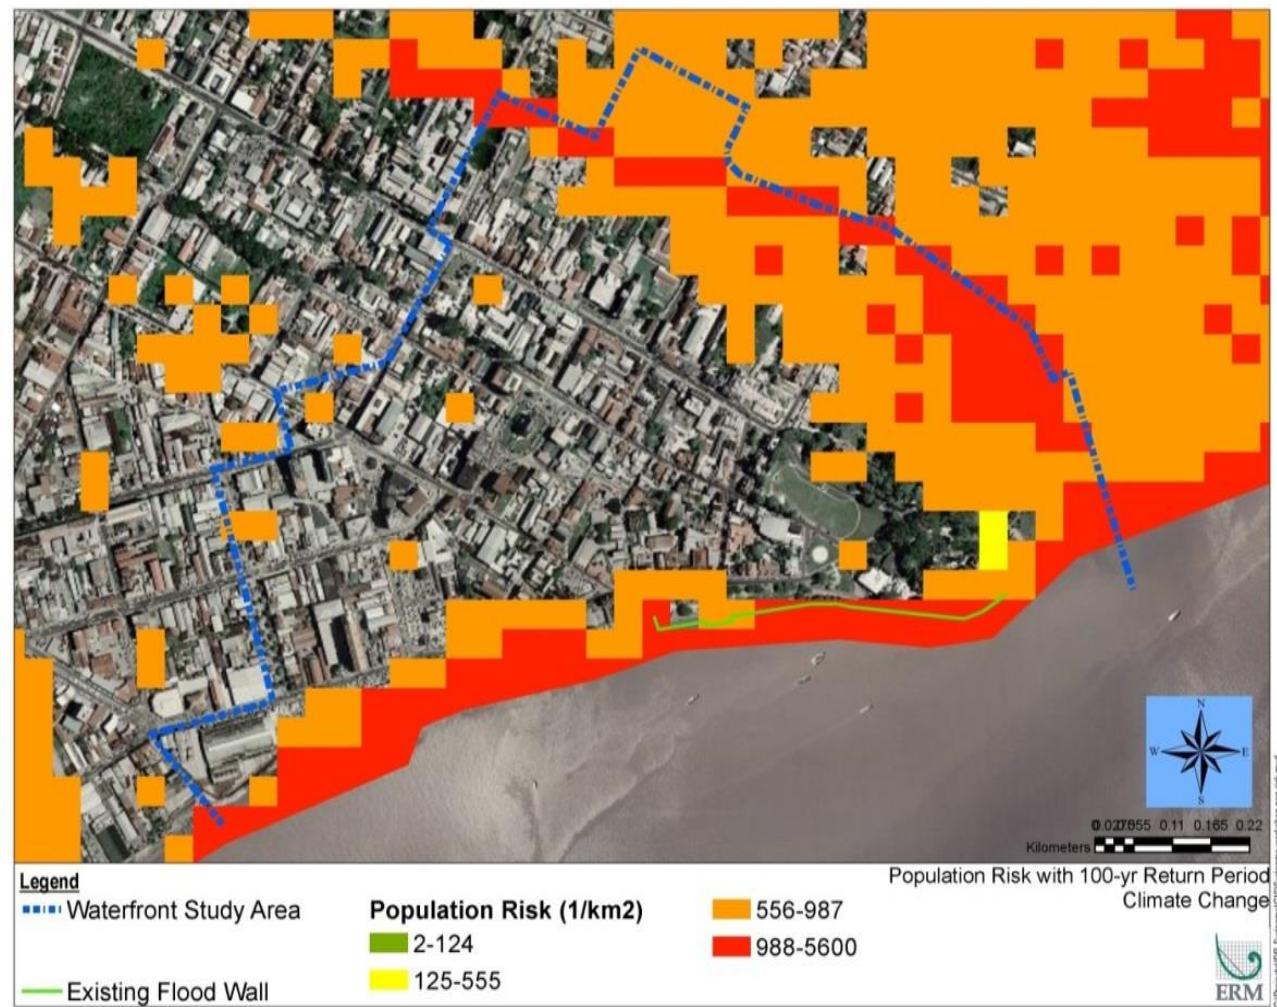 N
W E
S
0.11 0.165 0.22
Kilometers
Population Risk with 100-yr Return Period
Climate Change
Legend
Waterfront Study Area
Existing Flood Wall
Population Risk (1/km2)
2-124
125-555
556-987
988-5600
ERM